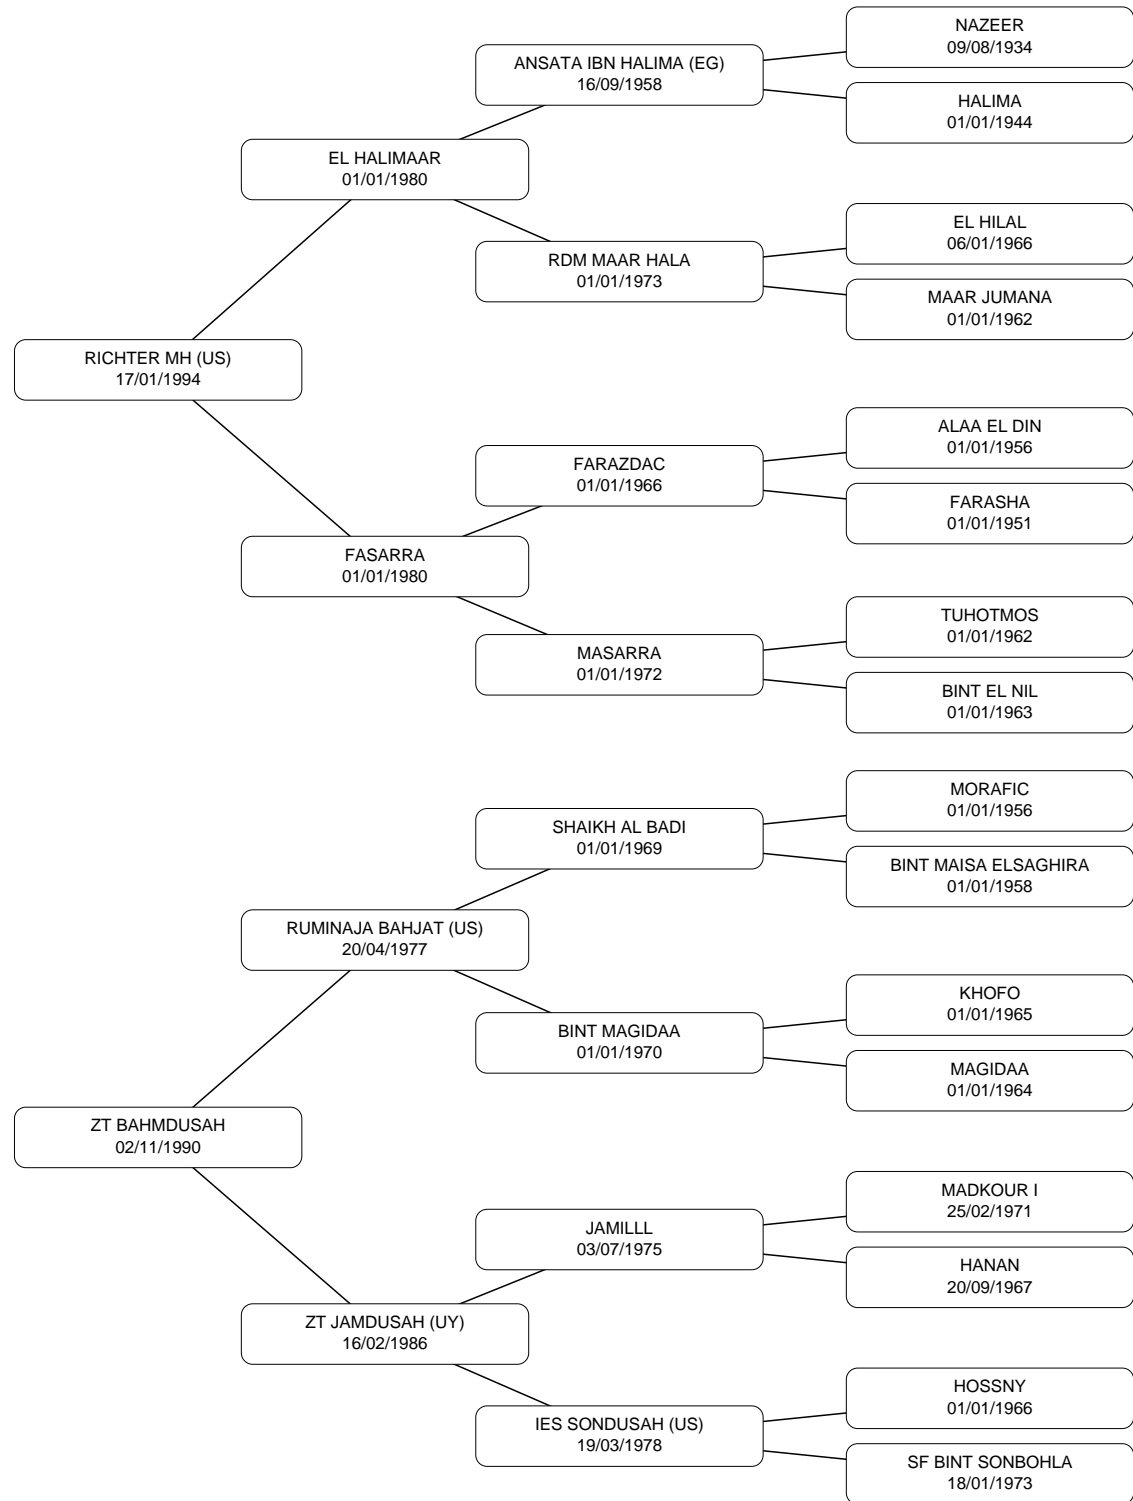 NAZEER
09/08/1934
ANSATA IBN HALIMA (EG)
16/09/1958
HALIMA
01/01/1944
EL HALIMAAR
01/01/1980
EL HILAL
06/01/1966
RDM MAAR HALA
01/01/1973
MAAR JUMANA
01/01/1962
RICHTER MH (US)
17/01/1994
ALAA EL DIN
01/01/1956
FARAZDAC
01/01/1966
FARASHA
01/01/1951
FASARRA
01/01/1980
TUHOTMOS
01/01/1962
MASARRA
01/01/1972
BINT EL NIL
01/01/1963
MORAFIC
01/01/1956
SHAIKH AL BADI
01/01/1969
BINT MAISA ELSAGHIRA
01/01/1958
RUMINAJA BAHJAT (US)
20/04/1977
KHOFO
01/01/1965
BINT MAGIDAA
01/01/1970
MAGIDAA
01/01/1964
ZT BAHMDUSAH
02/11/1990
MADKOUR I
25/02/1971
JAMILLL
03/07/1975
HANAN
20/09/1967
ZT JAMDUSAH (UY)
16/02/1986
HOSSNY
01/01/1966
IES SONDUSAH (US)
19/03/1978
SF BINT SONBOHLA
18/01/1973